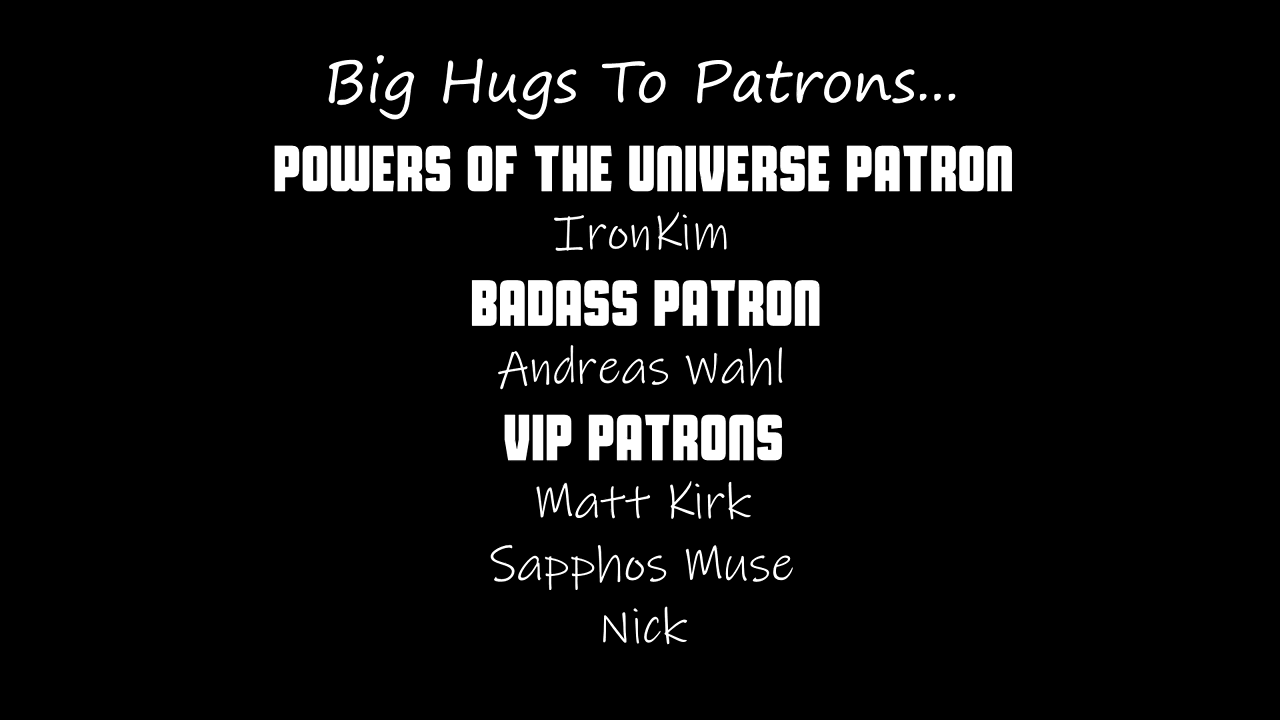 Big Hugs To Patrons...
POWERS OF THE UNIVERSE PATRON
IronKim
BADASS PATRON
Andreas Wahl
VIP PATRONS
Matt Kirk
Sapphos Muse
Nick